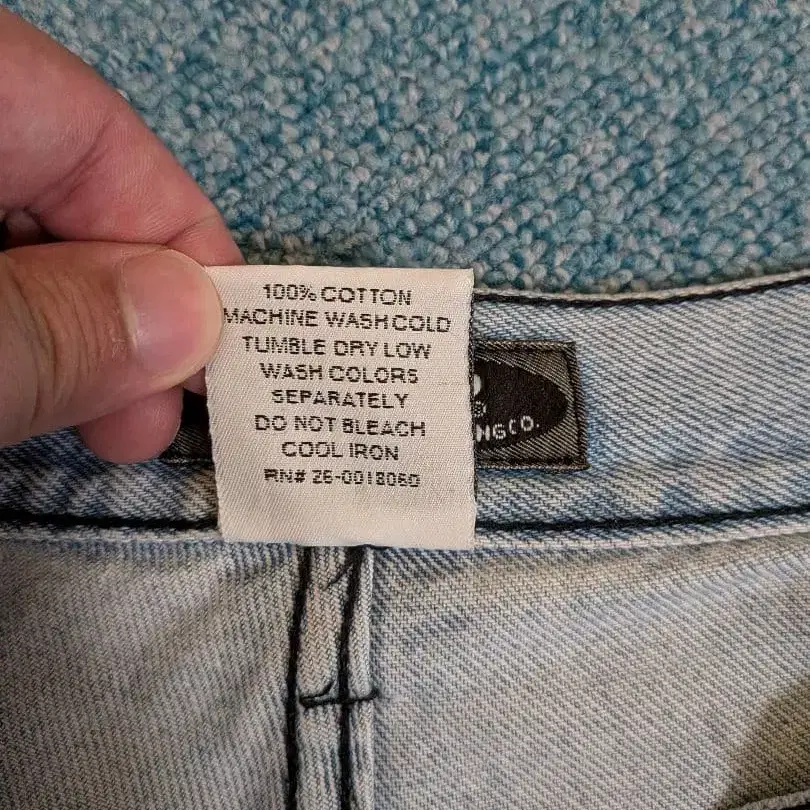 100% COTTON
MACHINE WASH COLD
TUMBLE DRY LOW
WASH COLORS
SEPARATELY
DO NOT BLEACH
COOL IRON
RN# 26-0018060
NGCO.